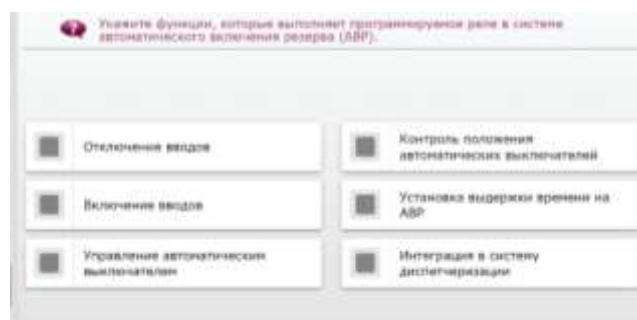 Укажите функции, которые выполняет программируемое реле в системе
автоматического включения резерва (АВР).
Отключение вводов
Контроль положения
автоматических выключателей
Включение вводов
Установка выдержки времени на
АВР
Управление автоматическим
выключателем
Интеграция в систему
диспетчеризации